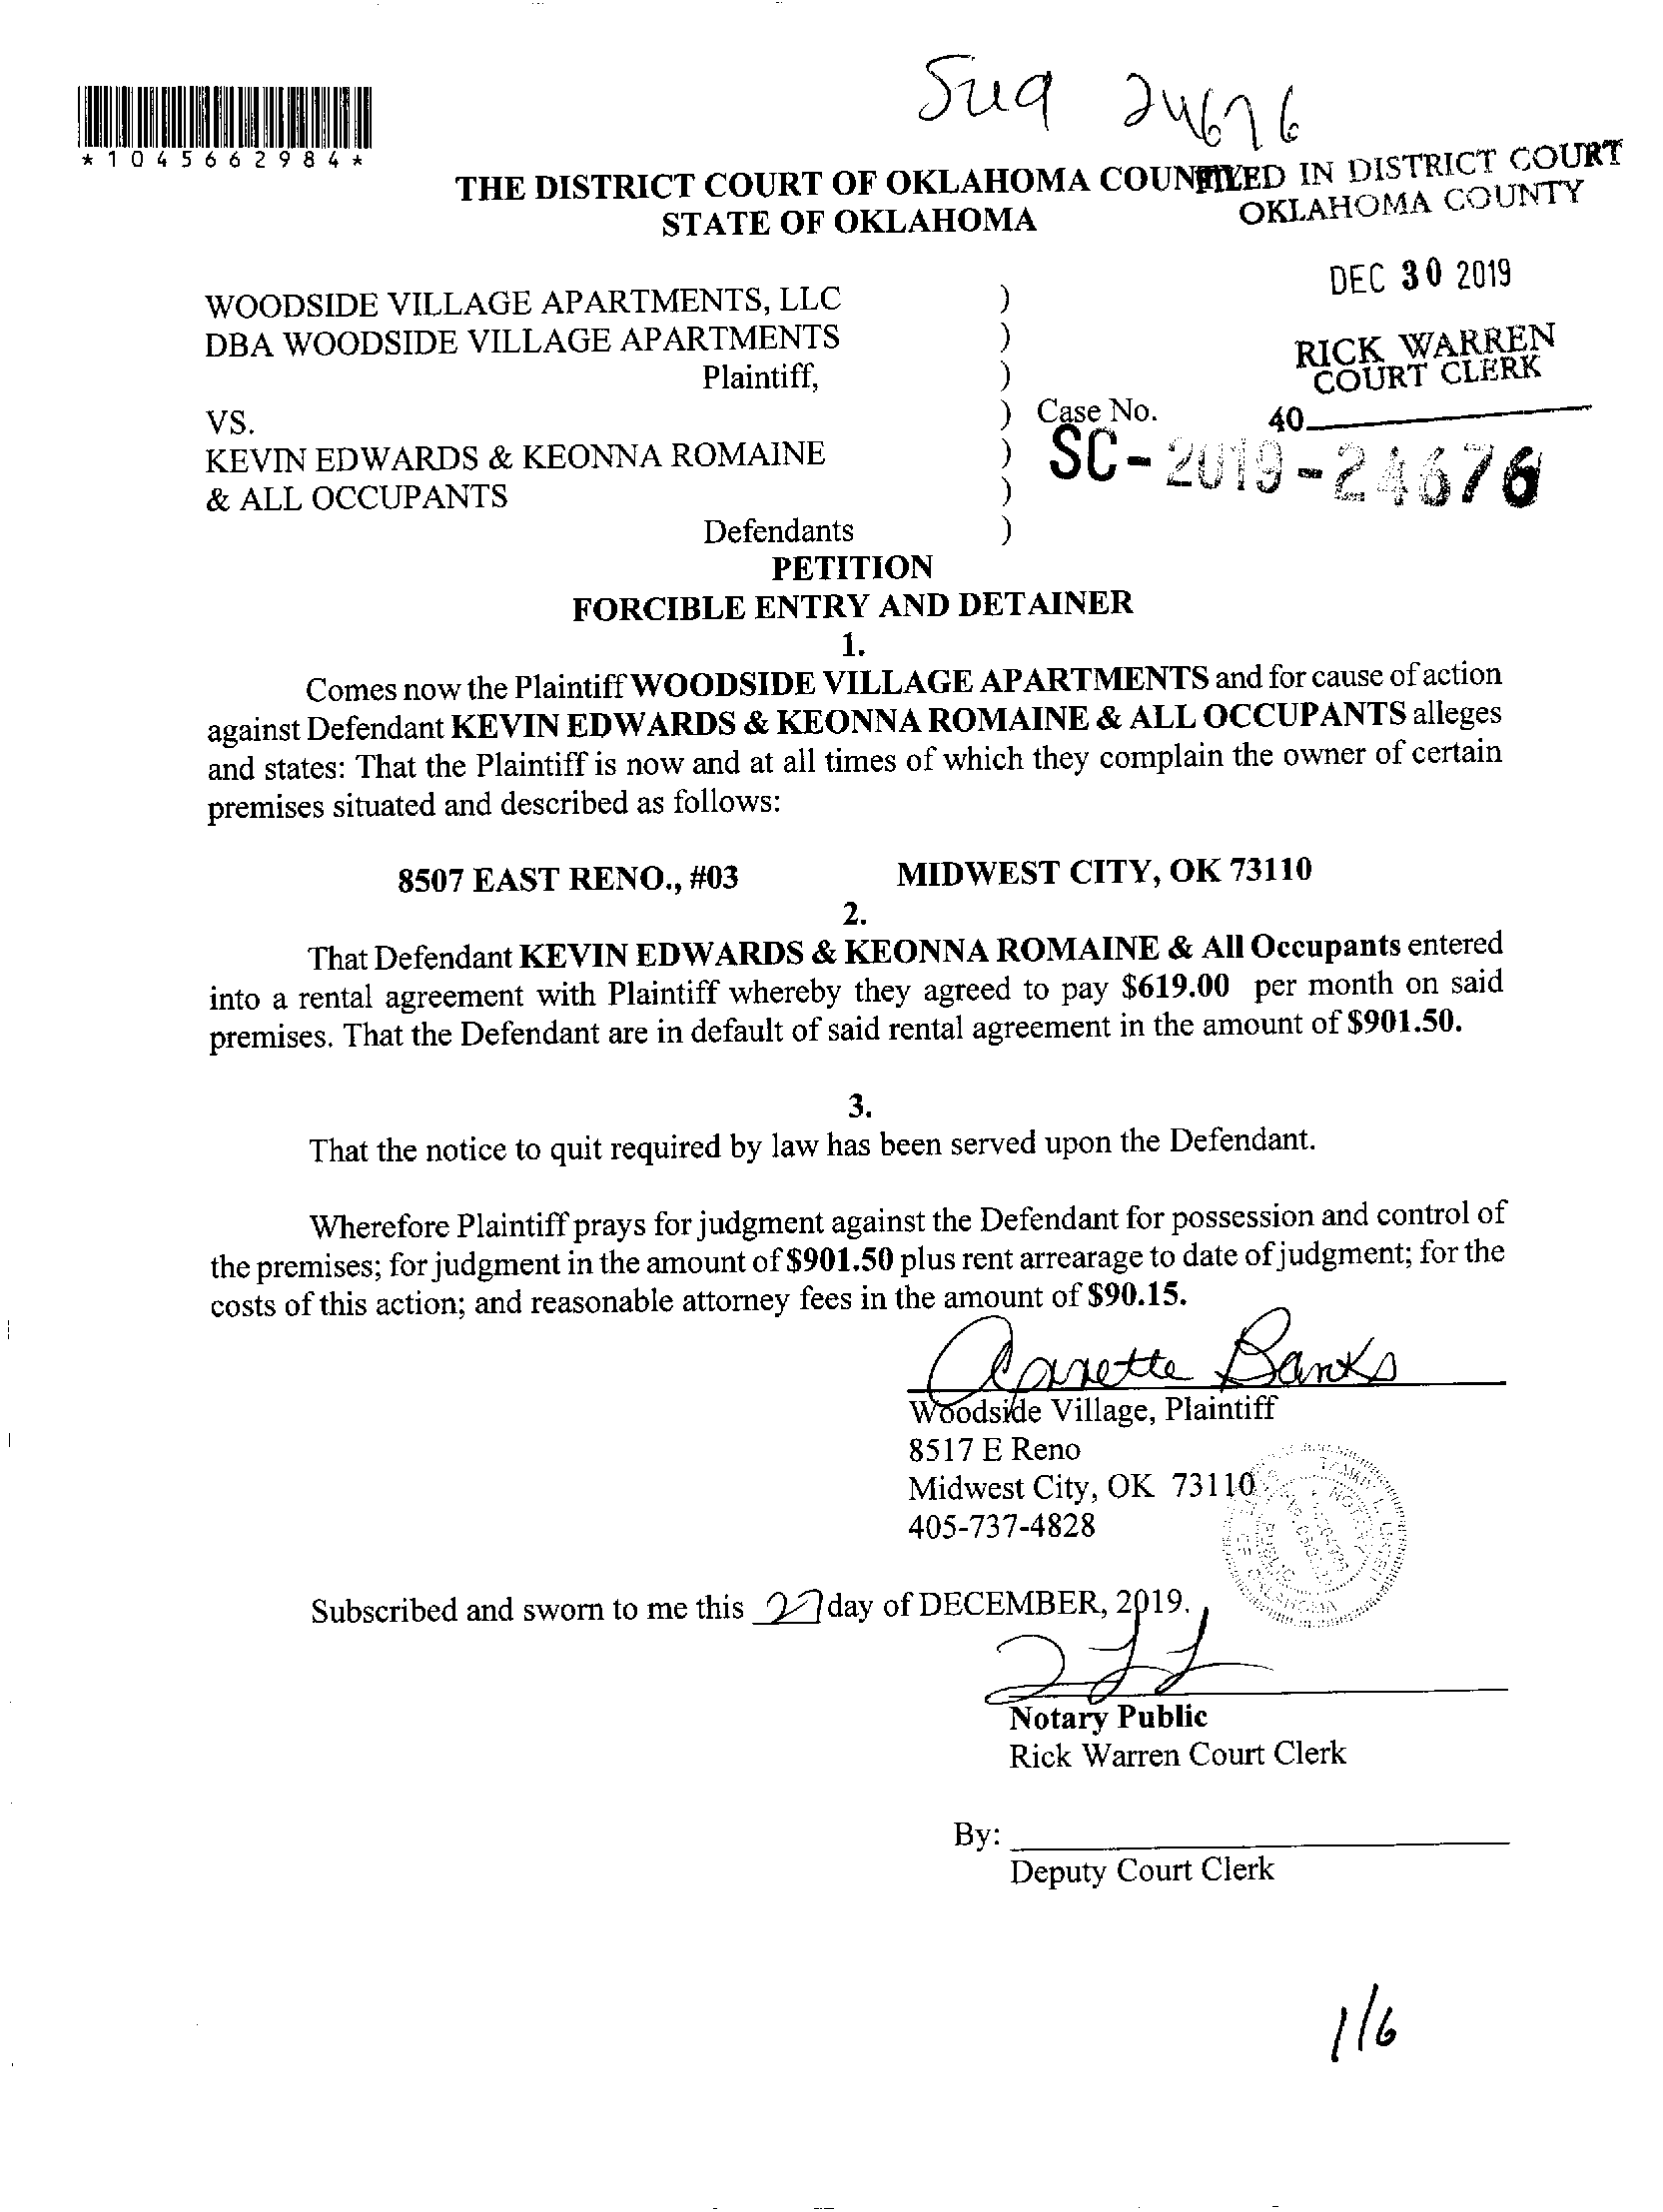 Sug 24676
*1045662984*
THE DISTRICT COURT OF OKLAHOMA COUNTY
STATE OF OKLAHOMA
FILED IN DISTRICT COURT
OKLAHOMA COUNTY
DEC 30 2019
RICK WARREN
COURT CLERK
40
WOODSIDE VILLAGE APARTMENTS, LLC )
DBA WOODSIDE VILLAGE APARTMENTS )
Plaintiff, )
VS. ) Case No.
KEVIN EDWARDS & KEONNA ROMAINE ) SC-2019-24676
& ALL OCCUPANTS )
Defendants )
PETITION
FORCIBLE ENTRY AND DETAINER
1.
Comes now the Plaintiff WOODSIDE VILLAGE APARTMENTS and for cause of action
against Defendant KEVIN EDWARDS & KEONNA ROMAINE & ALL OCCUPANTS alleges
and states: That the Plaintiff is now and at all times of which they complain the owner of certain
premises situated and described as follows:
8507 EAST RENO., #03 MIDWEST CITY, OK 73110
2.
That Defendant KEVIN EDWARDS & KEONNA ROMAINE & All Occupants entered
into a rental agreement with Plaintiff whereby they agreed to pay $619.00 per month on said
premises. That the Defendant are in default of said rental agreement in the amount of $901.50.
3.
That the notice to quit required by law has been served upon the Defendant.
Wherefore Plaintiff prays for judgment against the Defendant for possession and control of
the premises; for judgment in the amount of $901.50 plus rent arrearage to date of judgment; for the
costs of this action; and reasonable attorney fees in the amount of $90.15.
Annette Banks
Woodside Village, Plaintiff
8517 E Reno
Midwest City, OK 73110
405-737-4828
Subscribed and sworn to me this 27 day of DECEMBER, 2019.
Notary Public
Rick Warren Court Clerk
By:
Deputy Court Clerk
1/6